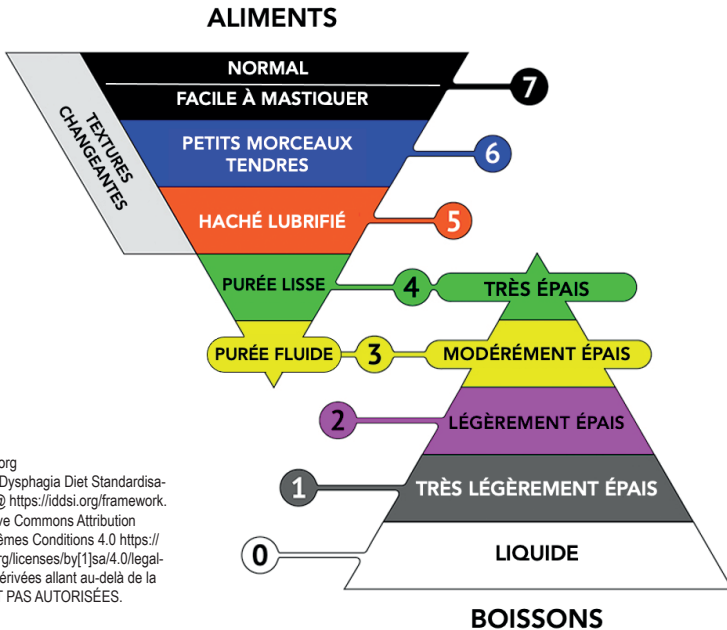 ALIMENTS
NORMAL
FACILE À MASTIQUER
7
TEXTURES
CHANGEANTES
PETITS MORCEAUX
TENDRES
6
HACHÉ LUBRIFIÉ
5
PURÉE LISSE
4
TRÈS ÉPAIS
PURÉE FLUIDE
3
MODÉRÉMENT ÉPAIS
2
LÉGÈREMENT ÉPAIS
1
TRÈS LÉGÈREMENT ÉPAIS
0
LIQUIDE
BOISSONS
org
Dysphagia Diet Standardisa-
@ https://iddsi.org/framework.
ve Commons Attribution
êmes Conditions 4.0 https://
rg/licenses/by[1]sa/4.0/legal-
érivées allant au-delà de la
T PAS AUTORISÉES.